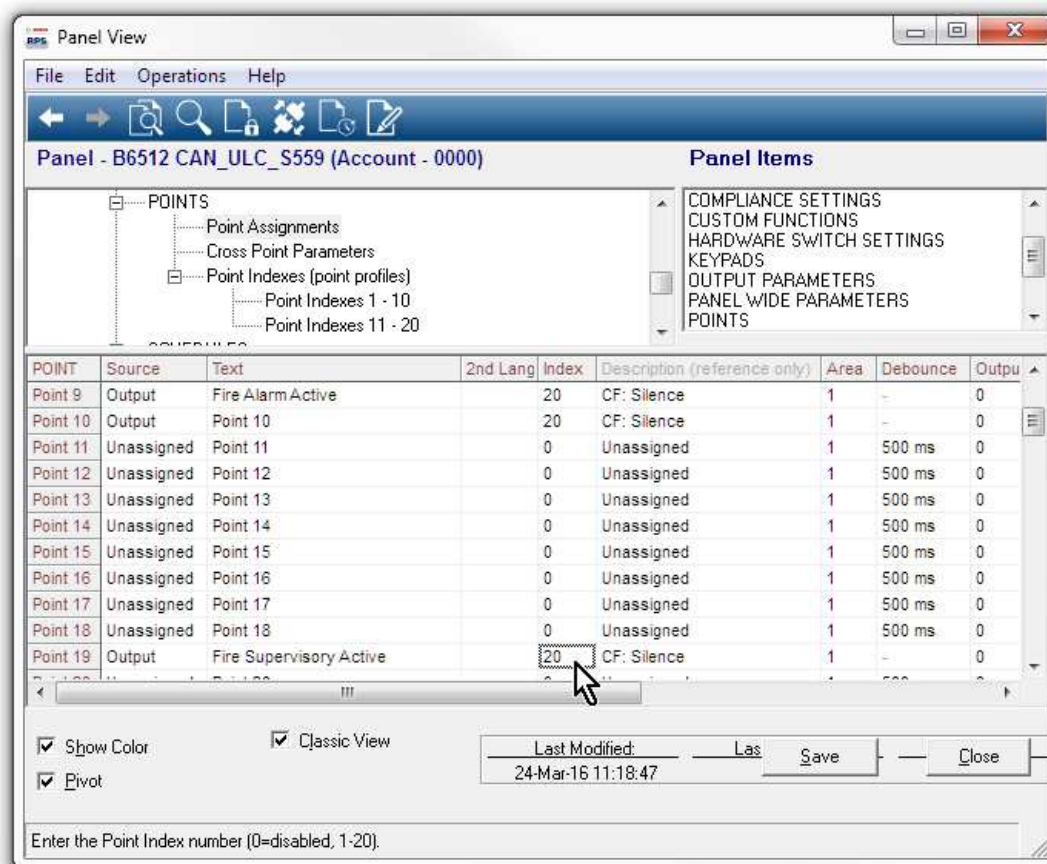 RPS Panel View
File Edit Operations Help
Panel - B6512 CAN_ULC_S559 (Account - 0000)
Panel Items
POINTS
Point Assignments
Cross Point Parameters
Point Indexes (point profiles)
Point Indexes 1 - 10
Point Indexes 11 - 20
COMPLIANCE SETTINGS
CUSTOM FUNCTIONS
HARDWARE SWITCH SETTINGS
KEYPADS
OUTPUT PARAMETERS
PANEL WIDE PARAMETERS
POINTS
POINT Source Text 2nd Lang Index Description (reference only) Area Debounce Outpu
Point 9 Output Fire Alarm Active 20 CF: Silence 1 - 0
Point 10 Output Point 10 20 CF: Silence 1 - 0
Point 11 Unassigned Point 11 0 Unassigned 1 500 ms 0
Point 12 Unassigned Point 12 0 Unassigned 1 500 ms 0
Point 13 Unassigned Point 13 0 Unassigned 1 500 ms 0
Point 14 Unassigned Point 14 0 Unassigned 1 500 ms 0
Point 15 Unassigned Point 15 0 Unassigned 1 500 ms 0
Point 16 Unassigned Point 16 0 Unassigned 1 500 ms 0
Point 17 Unassigned Point 17 0 Unassigned 1 500 ms 0
Point 18 Unassigned Point 18 0 Unassigned 1 500 ms 0
Point 19 Output Fire Supervisory Active 20 CF: Silence 1 - 0
Show Color
Classic View
Pivot
Last Modified:
24-Mar-16 11:18:47
Las
Save
Close
Enter the Point Index number (0=disabled, 1-20).